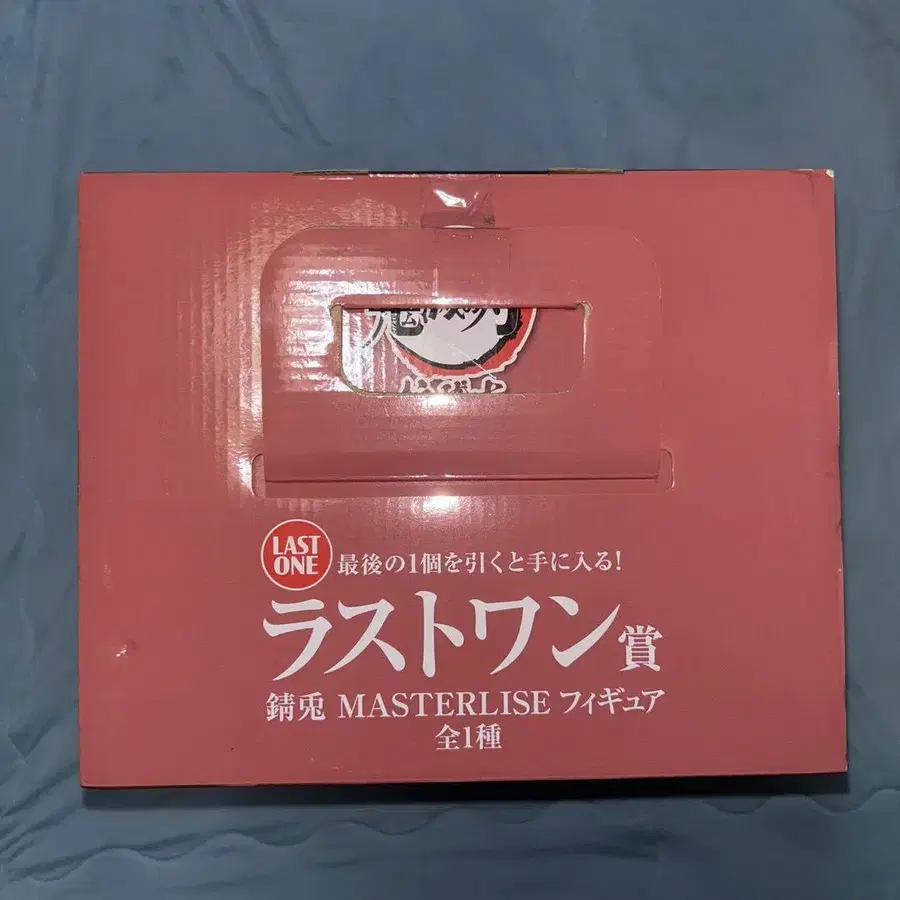 LAST
ONE
最後の1個を引くと手に入る!
ラストワン賞
錆兎 MASTERLISE フィギュア
全1種